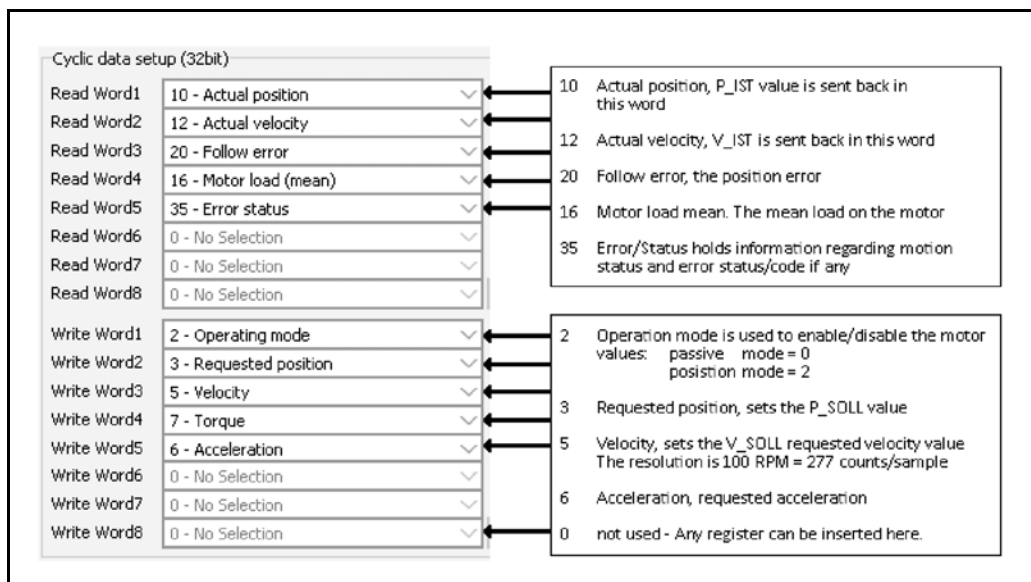 Cyclic data setup (32bit)
Read Word1 10 - Actual position
Read Word2 12 - Actual velocity
Read Word3 20 - Follow error
Read Word4 16 - Motor load (mean)
Read Word5 35 - Error status
Read Word6 0 - No Selection
Read Word7 0 - No Selection
Read Word8 0 - No Selection
10 Actual position, P_IST value is sent back in
this word
12 Actual velocity, V_IST is sent back in this word
20 Follow error, the position error
16 Motor load mean. The mean load on the motor
35 Error/Status holds information regarding motion
status and error status/code if any
Write Word1 2 - Operating mode
Write Word2 3 - Requested position
Write Word3 5 - Velocity
Write Word4 7 - Torque
Write Word5 6 - Acceleration
Write Word6 0 - No Selection
Write Word7 0 - No Selection
Write Word8 0 - No Selection
2 Operation mode is used to enable/disable the motor
values: passive mode = 0
posistion mode = 2
3 Requested position, sets the P_SOLL value
5 Velocity, sets the V_SOLL requested velocity value
The resolution is 100 RPM = 277 counts/sample
6 Acceleration, requested acceleration
0 not used - Any register can be inserted here.